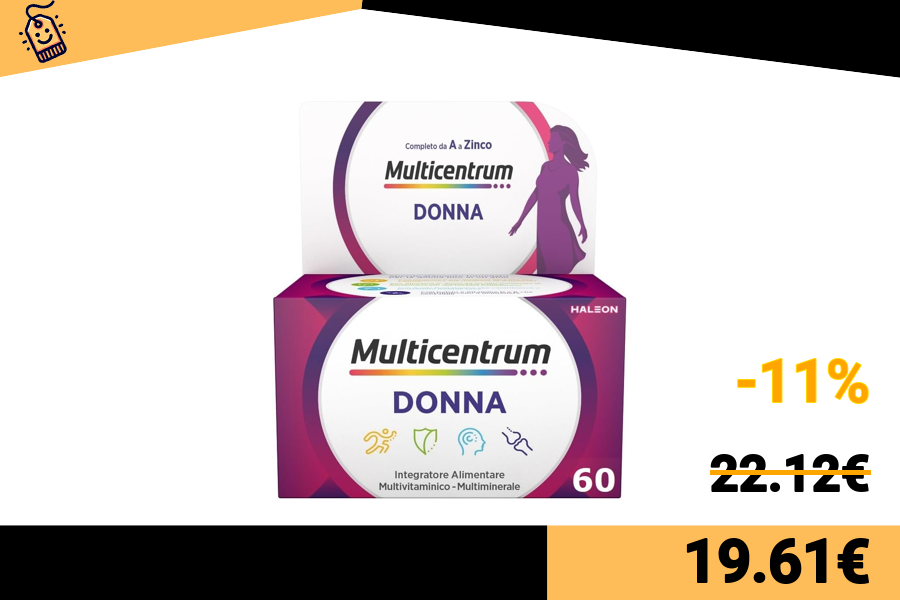 Completo da A a Zinco
Multicentrum
DONNA
HALEON
Multicentrum
DONNA
Integratore Alimentare
Multivitaminico - Multiminerale
60
-11%
22.12€
19.61€